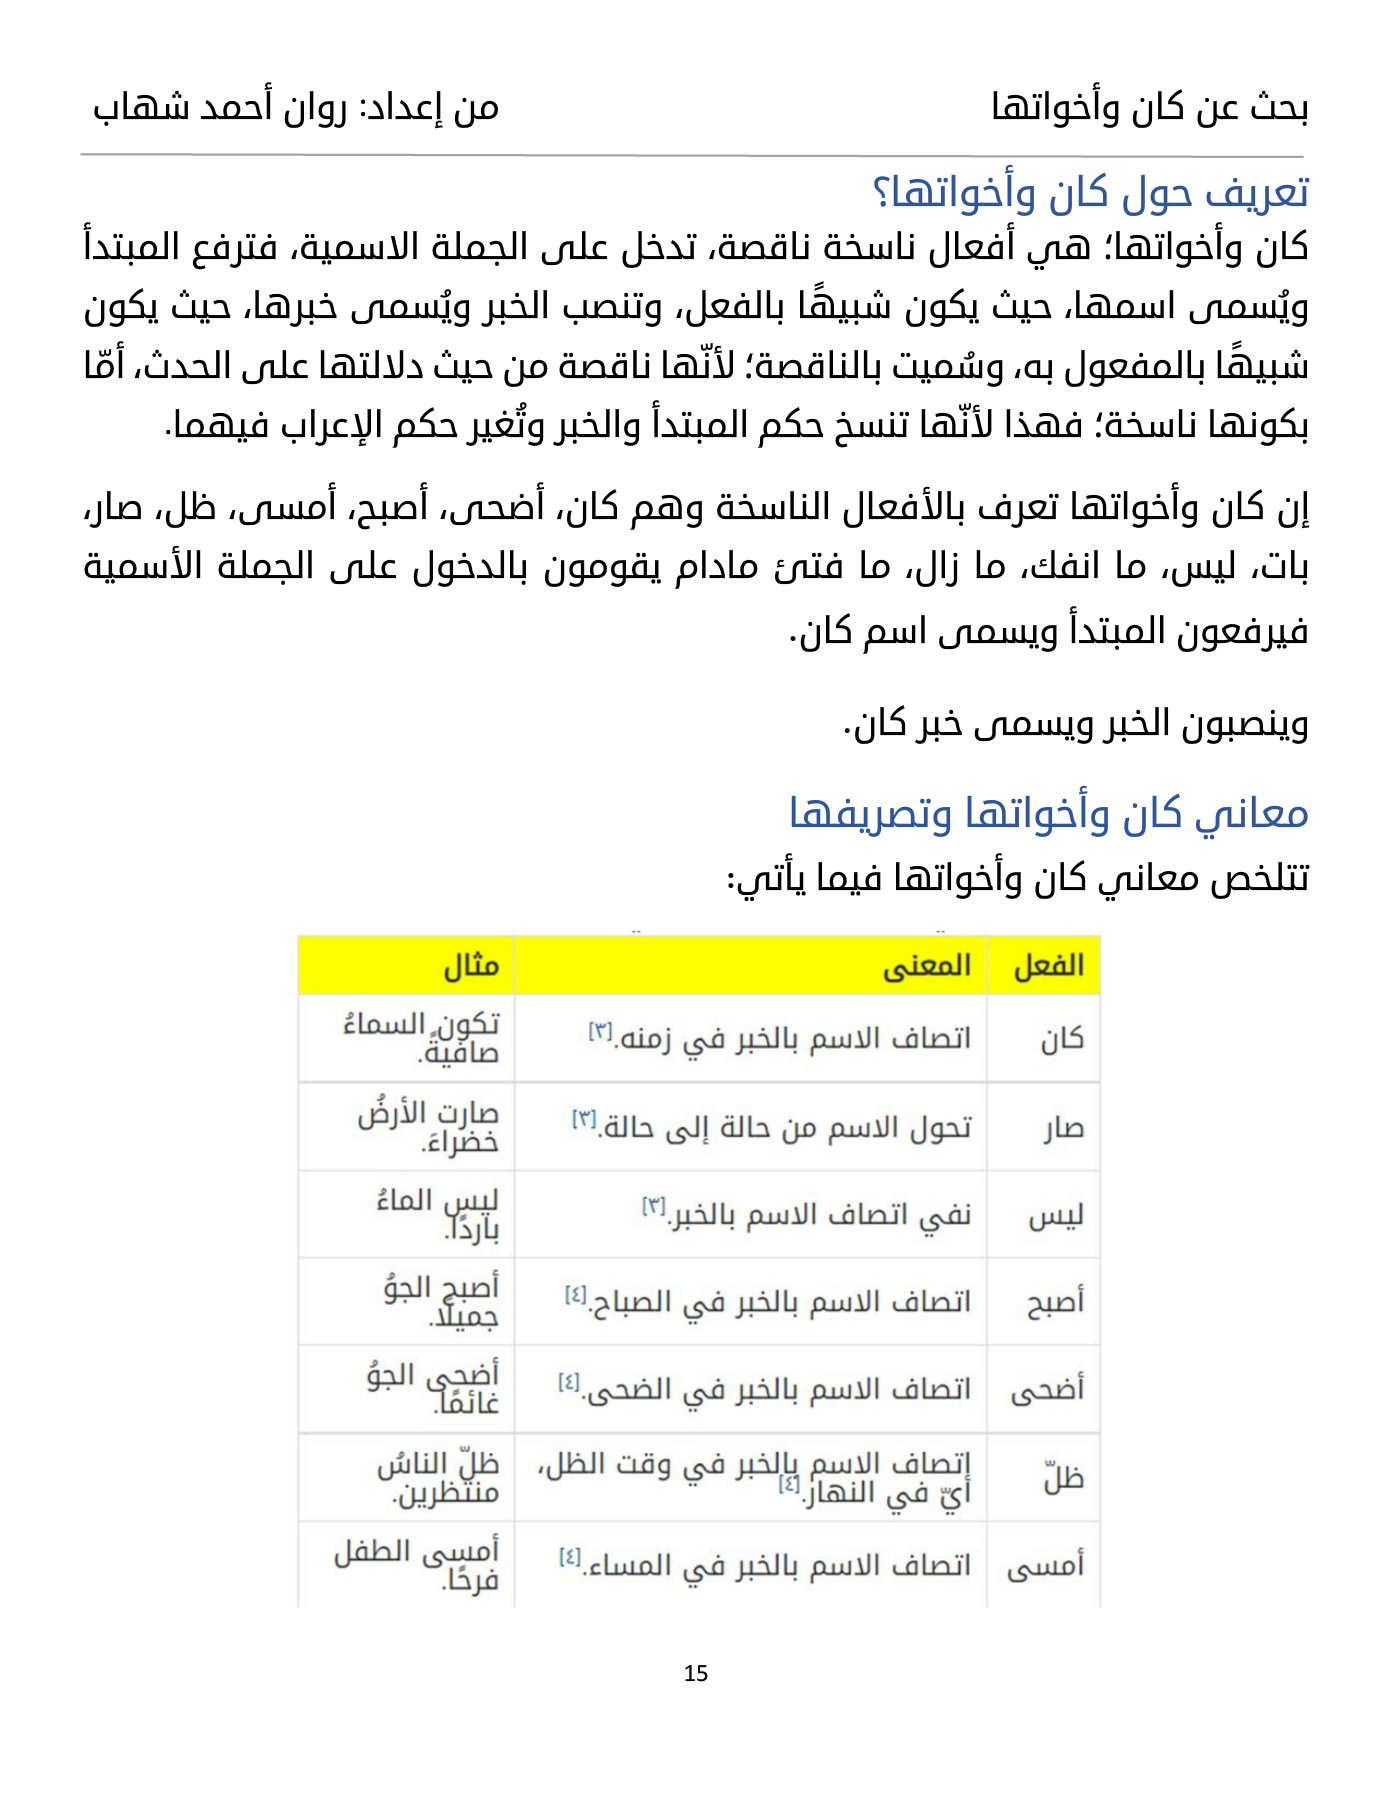 بحث عن كان وأخواتها من إعداد: روان أحمد شهاب
تعريف حول كان وأخواتها؟
كان وأخواتها؛ هي أفعال ناسخة ناقصة، تدخل على الجملة الاسمية، فترفع المبتدأ
ويُسمى اسمها، حيث يكون شبيهًا بالفعل، وتنصب الخبر ويُسمى خبرها، حيث يكون
شبيهًا بالمفعول به، وسُميت بالناقصة؛ لأنّها ناقصة من حيث دلالتها على الحدث، أمّا
بكونها ناسخة؛ فهذا لأنّها تنسخ حكم المبتدأ والخبر وتُغير حكم الإعراب فيهما.
إن كان وأخواتها تعرف بالأفعال الناسخة وهم كان، أضحى، أصبح، أمسى، ظل، صار،
بات، ليس، ما انفك، ما زال، ما فتئ مادام يقومون بالدخول على الجملة الأسمية
فيرفعون المبتدأ ويسمى اسم كان.
وينصبون الخبر ويسمى خبر كان.
معاني كان وأخواتها وتصريفها
تتلخص معاني كان وأخواتها فيما يأتي:
الفعل المعنى مثال
كان اتصاف الاسم بالخبر في زمنه.[٣] تكون السماءُ
صافيةً.
صار تحول الاسم من حالة إلى حالة.[٣] صارت الأرضُ
خضراءَ.
ليس نفي اتصاف الاسم بالخبر.[٣] ليس الماءُ
باردًا.
أصبح اتصاف الاسم بالخبر في الصباح.[٤] أصبح الجوُ
جميلًا.
أضحى اتصاف الاسم بالخبر في الضحى.[٤] أضحى الجوُ
غائمًا.
ظلّ إتصاف الاسم بالخبر في وقت الظل، ظلّ الناسُ
أيّ في النهار.[٤] منتظرين.
أمسى اتصاف الاسم بالخبر في المساء.[٤] أمسى الطفل
فرحًا.
15